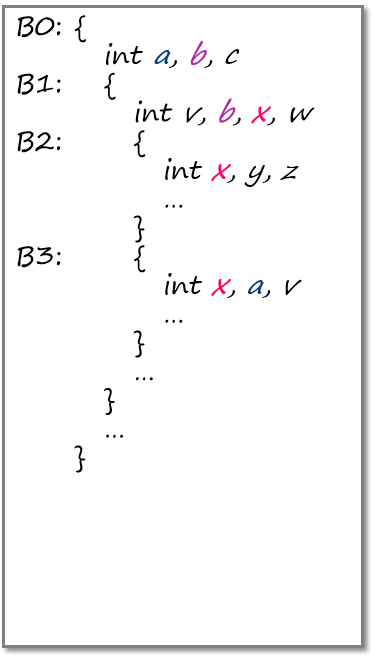 B0: {
int a, b, c
B1: {
int v, b, x, w
B2: {
int x, y, z
...
}
B3: {
int x, a, v
...
}
...
}
...
}